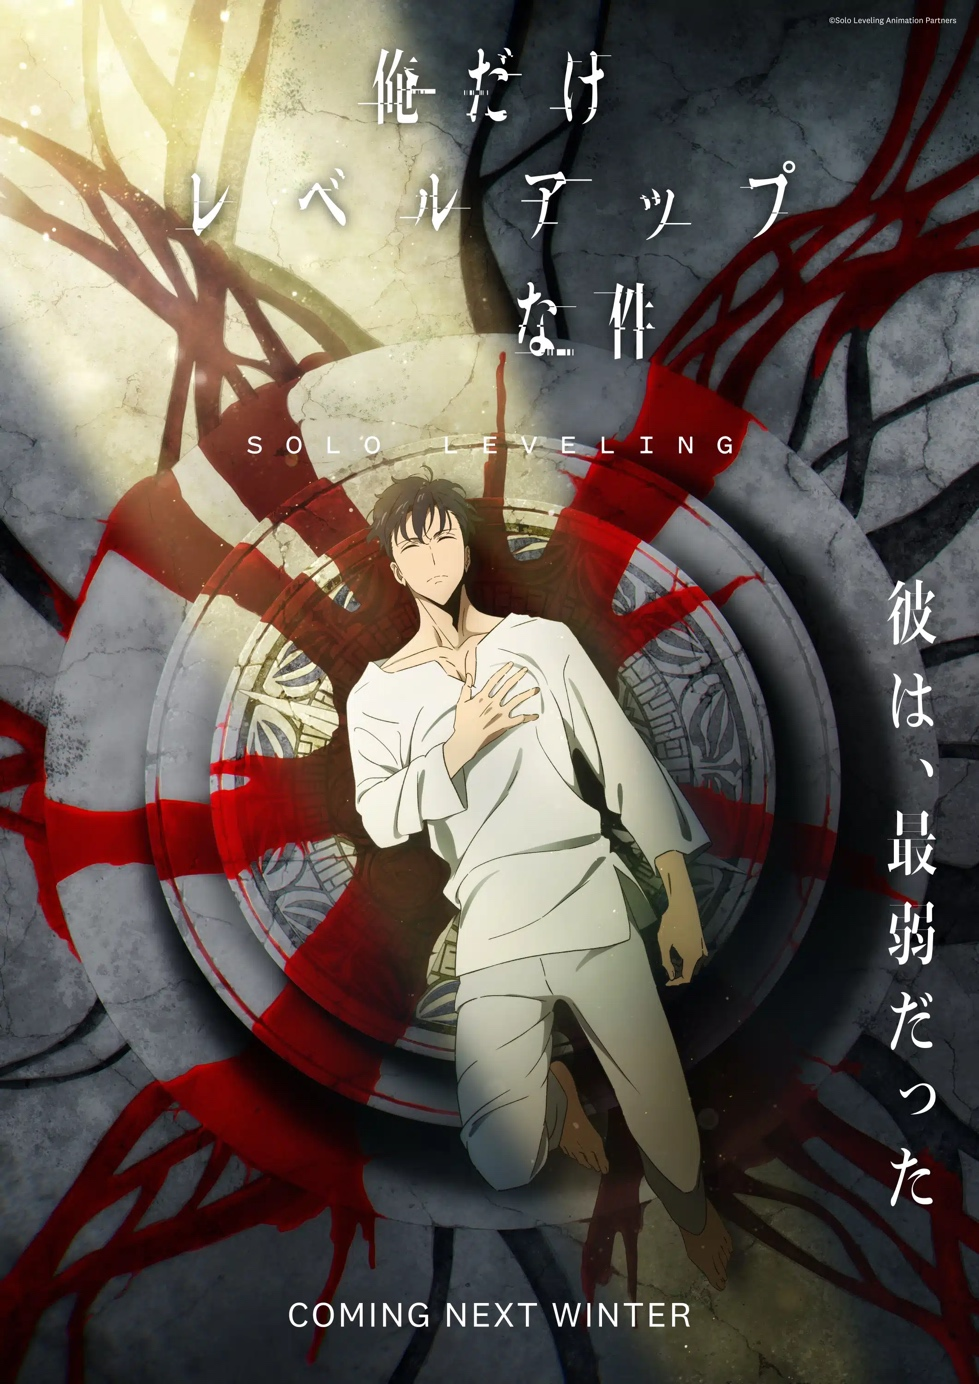 ©Solo Leveling Animation Partners
俺だけ
レベルアップ
な件
SOLO LEVELING
彼は、最弱だった
COMING NEXT WINTER